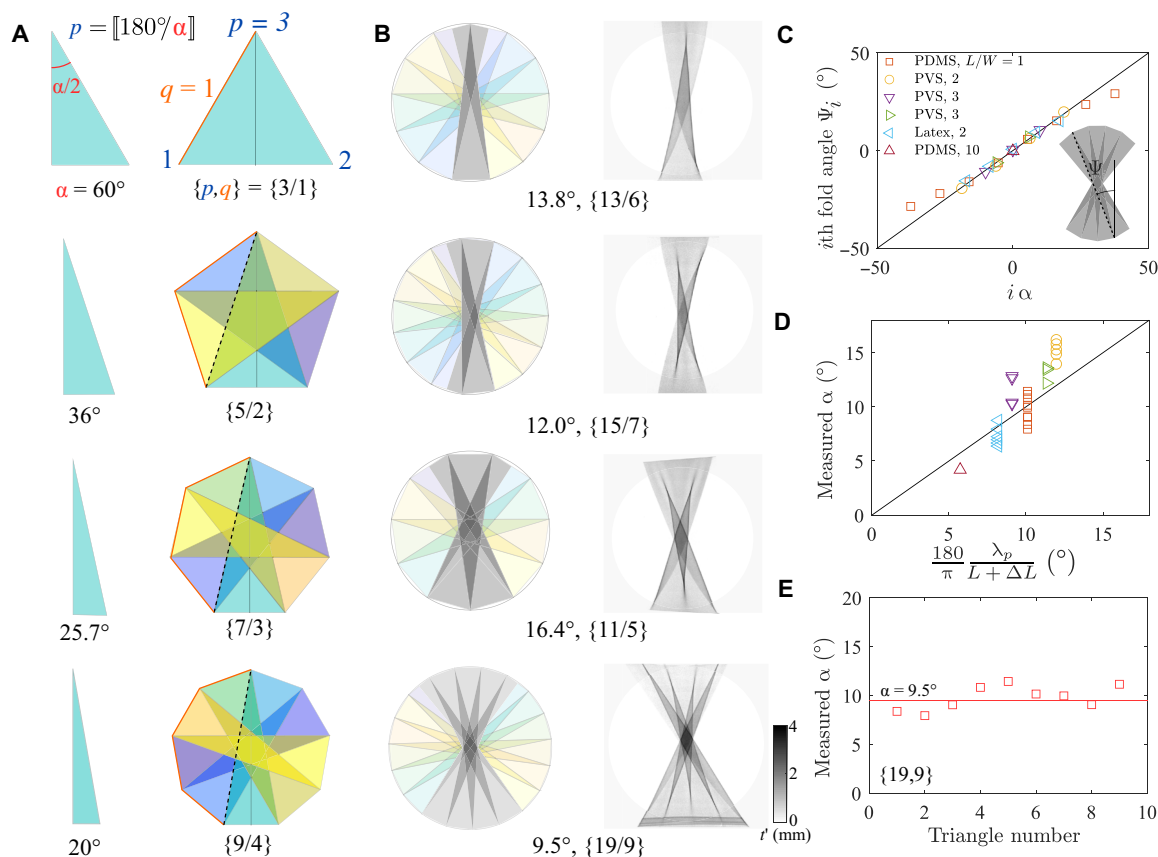 A
p = ⟦180°/α⟧
α/2
α = 60°
p = 3
q = 1
1
2
{p,q} = {3/1}
36°
{5/2}
25.7°
{7/3}
20°
{9/4}
B
13.8°, {13/6}
12.0°, {15/7}
16.4°, {11/5}
9.5°, {19/9}
4
2
0
t' (mm)
C
ith fold angle Ψi (°)
50
0
-50
-50
0
50
i α
PDMS, L/W = 1
PVS, 2
PVS, 3
PVS, 3
Latex, 2
PDMS, 10
Ψ
D
Measured α (°)
15
10
5
0
0
5
10
15
180/π λp/(L + ΔL) (°)
E
Measured α (°)
20
15
10
5
0
α = 9.5°
{19,9}
0
2
4
6
8
10
Triangle number